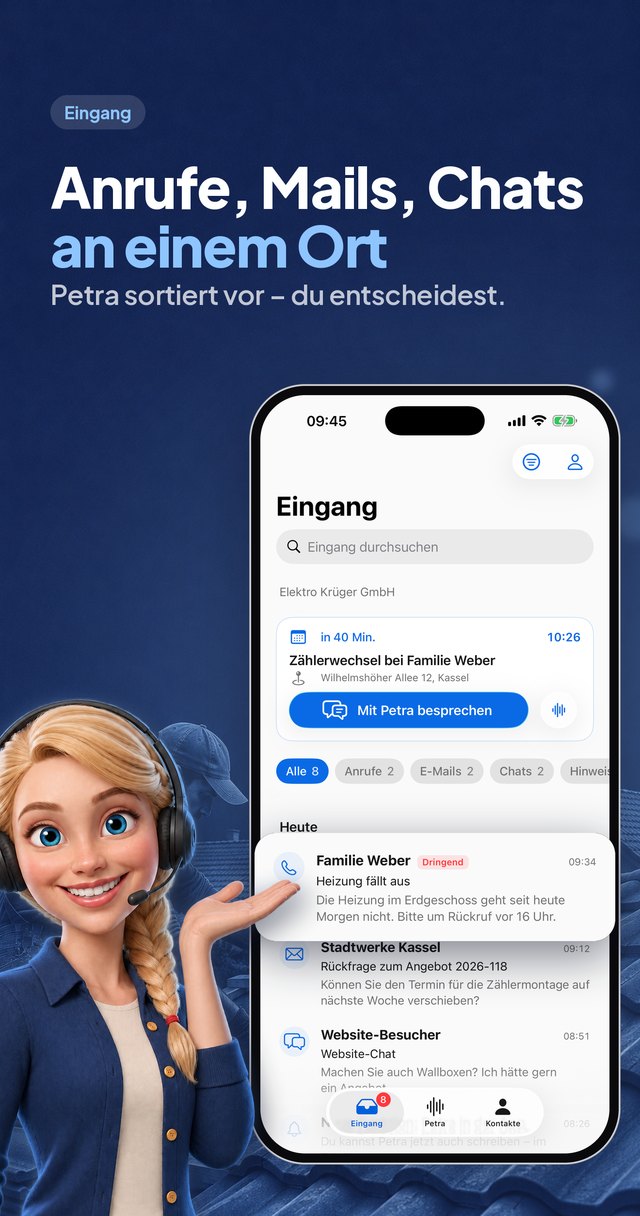 Eingang
Anrufe, Mails, Chats
an einem Ort
Petra sortiert vor – du entscheidest.
09:45
Eingang
Eingang durchsuchen
Elektro Krüger GmbH
in 40 Min. 10:26
Zählerwechsel bei Familie Weber
Wilhelmshöher Allee 12, Kassel
Mit Petra besprechen
Alle 8 Anrufe 2 E-Mails 2 Chats 2 Hinweis
Heute
Familie Weber Dringend 09:34
Heizung fällt aus
Die Heizung im Erdgeschoss geht seit heute
Morgen nicht. Bitte um Rückruf vor 16 Uhr.
Stadtwerke Kassel 09:12
Rückfrage zum Angebot 2026-118
Können Sie den Termin für die Zählermontage auf
nächste Woche verschieben?
Website-Besucher 08:51
Website-Chat
Machen Sie auch Wallboxen? Ich hätte gern
ein Angebot
08:26
Du kannst Petra jetzt auch schreiben – im
8
Eingang Petra Kontakte